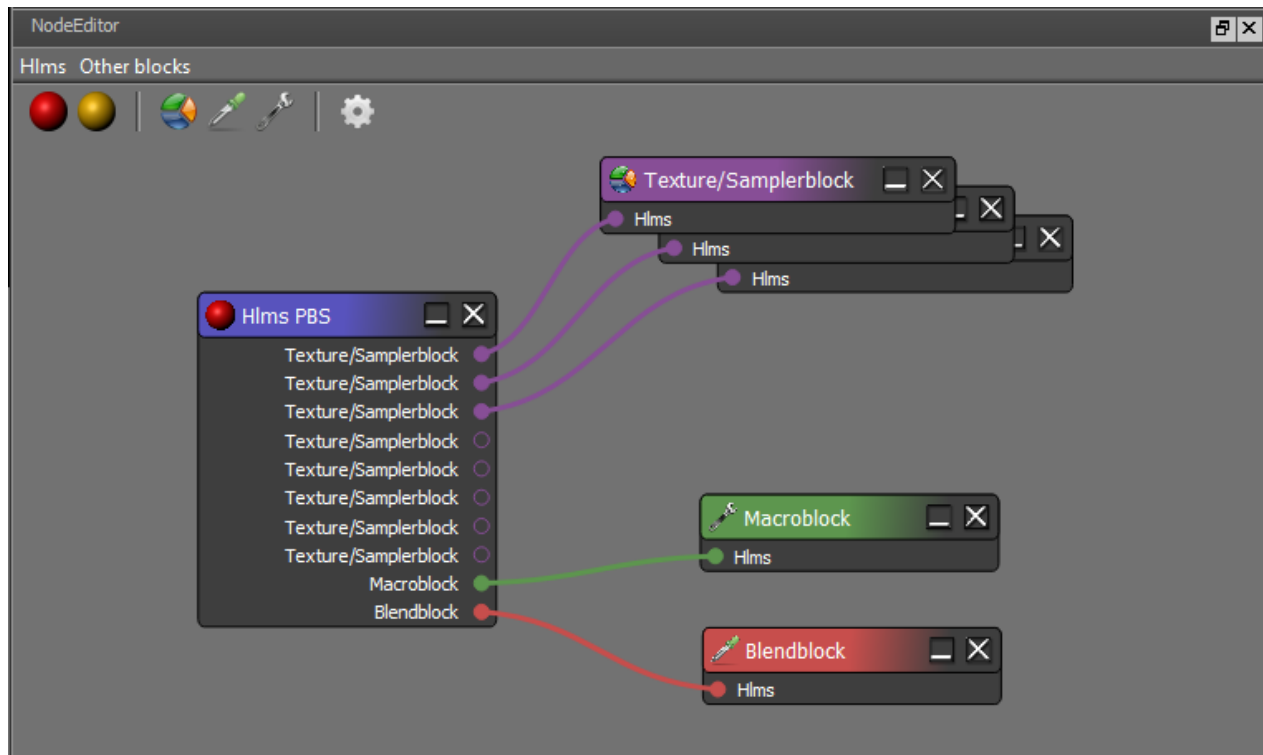 NodeEditor
Hlms Other blocks
Texture/Samplerblock
Hlms
Hlms
Hlms
Hlms PBS
Texture/Samplerblock
Texture/Samplerblock
Texture/Samplerblock
Texture/Samplerblock
Texture/Samplerblock
Texture/Samplerblock
Texture/Samplerblock
Texture/Samplerblock
Macroblock
Blendblock
Macroblock
Hlms
Blendblock
Hlms